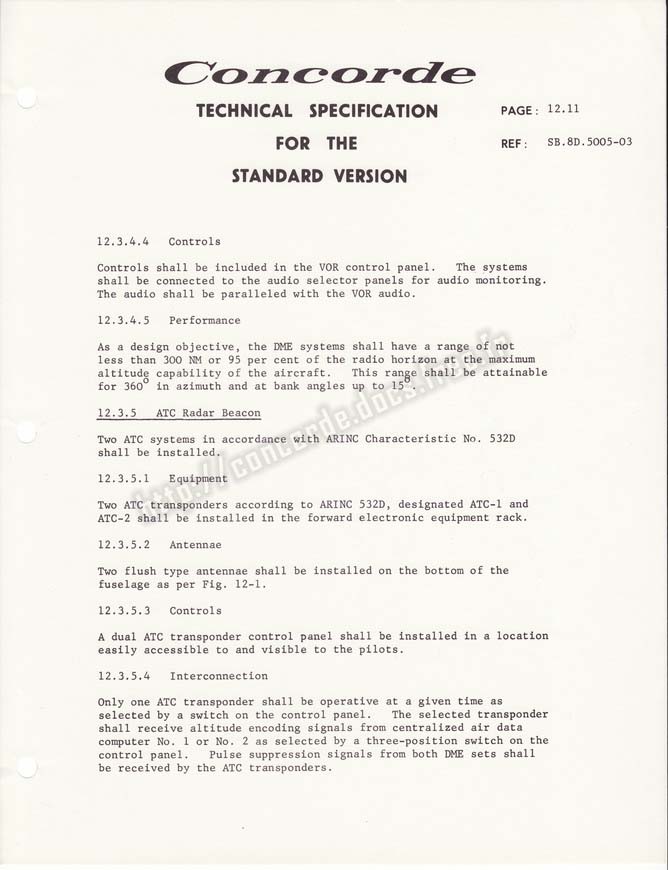 Concorde
TECHNICAL SPECIFICATION
FOR THE
STANDARD VERSION
PAGE: 12.11
REF: SB.8D.5005-03
12.3.4.4 Controls
Controls shall be included in the VOR control panel. The systems
shall be connected to the audio selector panels for audio monitoring.
The audio shall be paralleled with the VOR audio.
12.3.4.5 Performance
As a design objective, the DME systems shall have a range of not
less than 300 NM or 95 per cent of the radio horizon at the maximum
altitude capability of the aircraft. This range shall be attainable
for 360° in azimuth and at bank angles up to 15°.
12.3.5 ATC Radar Beacon
Two ATC systems in accordance with ARINC Characteristic No. 532D
shall be installed.
12.3.5.1 Equipment
Two ATC transponders according to ARINC 532D, designated ATC-1 and
ATC-2 shall be installed in the forward electronic equipment rack.
12.3.5.2 Antennae
Two flush type antennae shall be installed on the bottom of the
fuselage as per Fig. 12-1.
12.3.5.3 Controls
A dual ATC transponder control panel shall be installed in a location
easily accessible to and visible to the pilots.
12.3.5.4 Interconnection
Only one ATC transponder shall be operative at a given time as
selected by a switch on the control panel. The selected transponder
shall receive altitude encoding signals from centralized air data
computer No. 1 or No. 2 as selected by a three-position switch on the
control panel. Pulse suppression signals from both DME sets shall
be received by the ATC transponders.
http://concorde.docs.free.fr